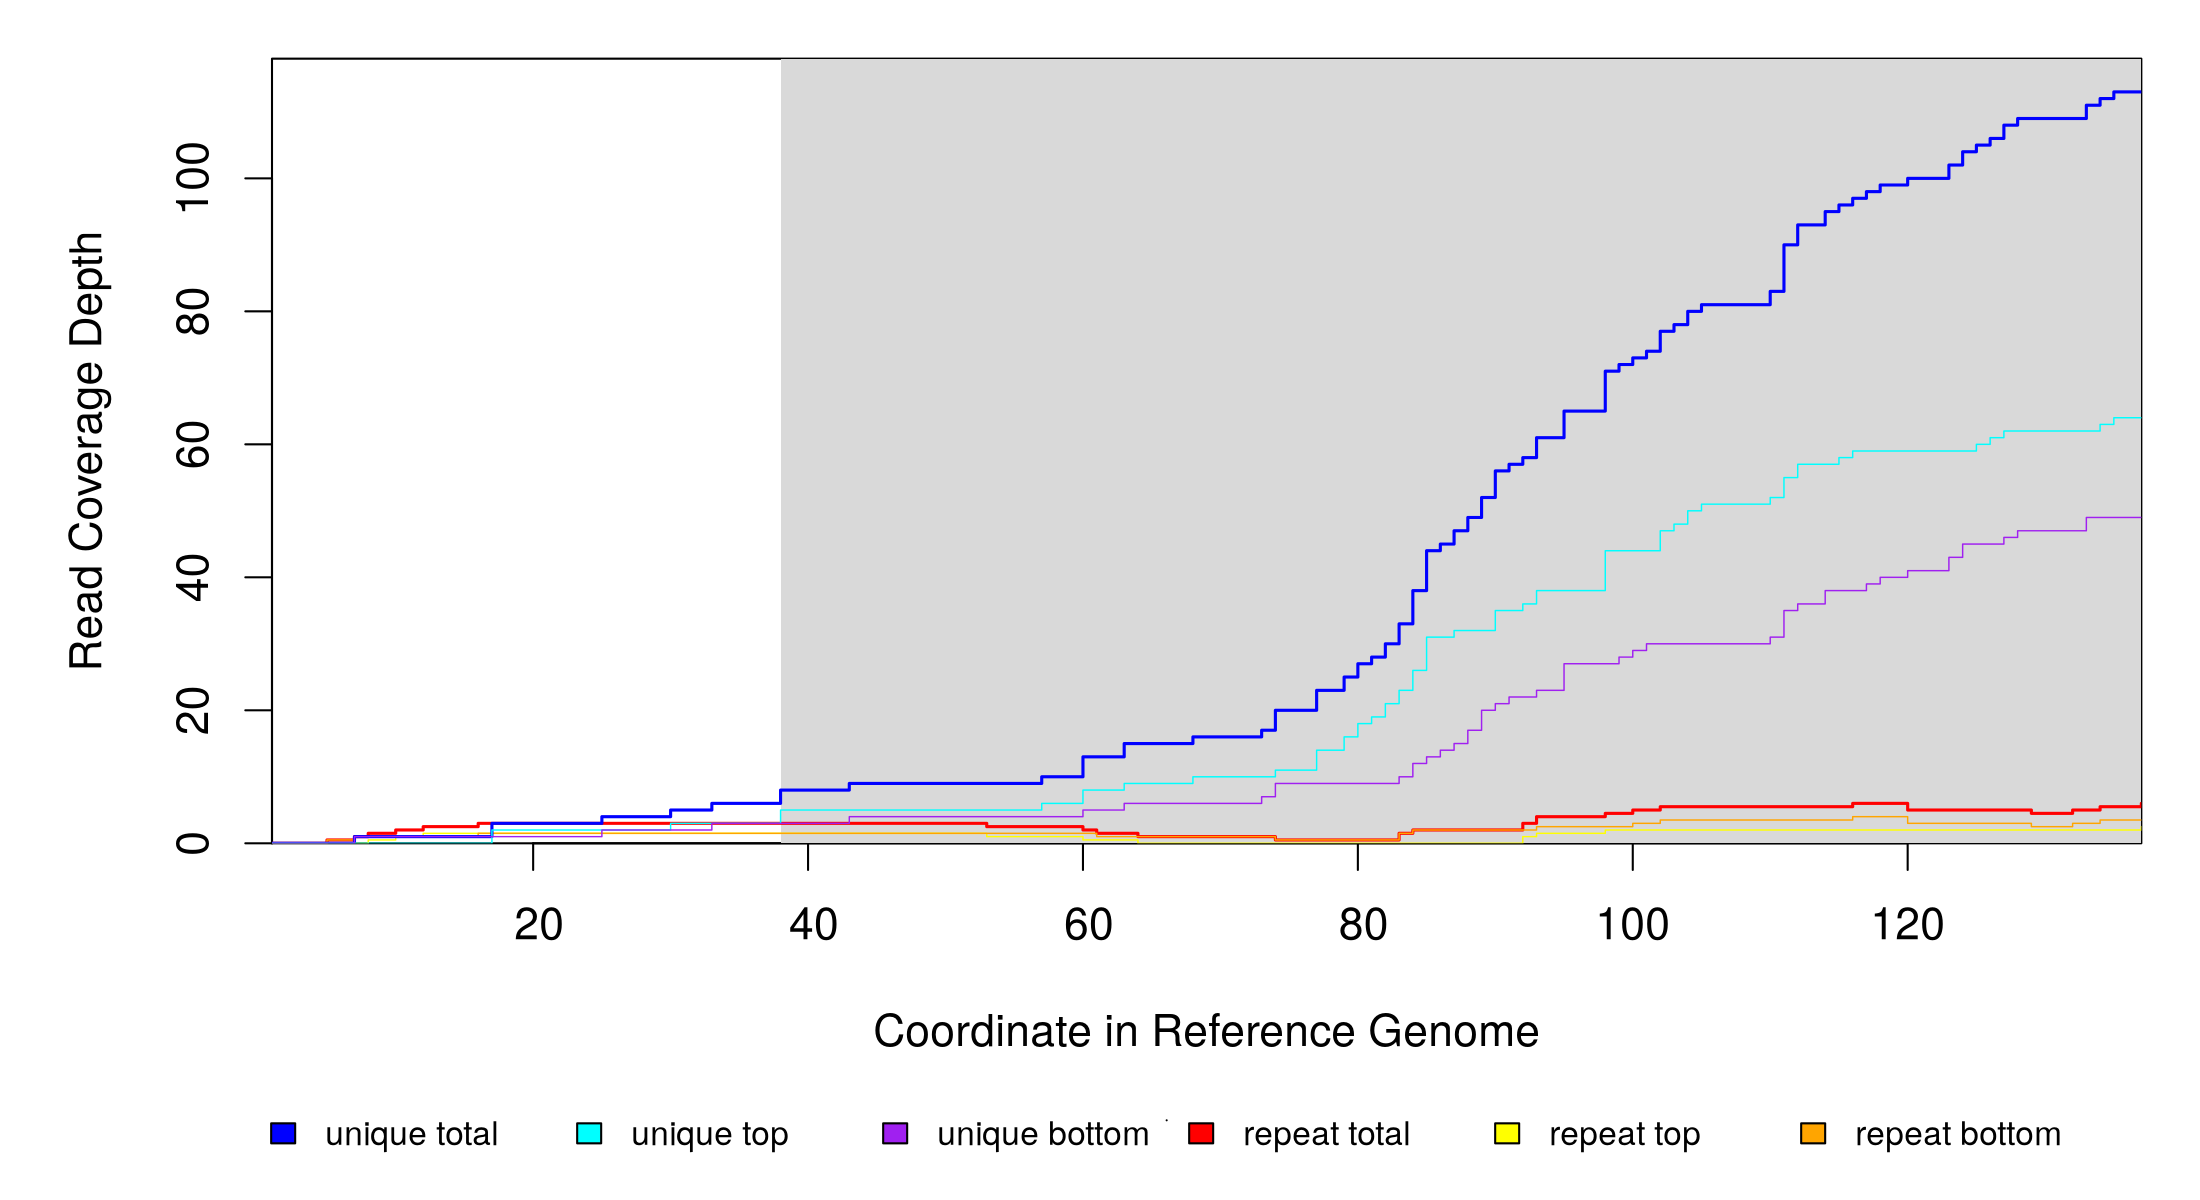 Read Coverage Depth
100
80
60
40
20
0
20 40 60 80 100 120
Coordinate in Reference Genome
unique total unique top unique bottom repeat total repeat top repeat bottom